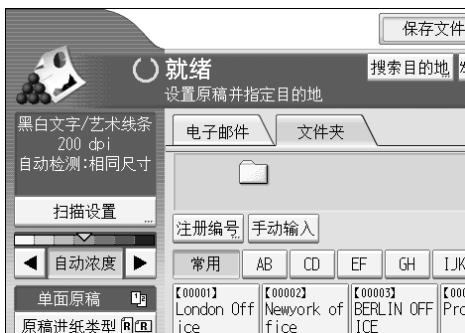 保存文件
就绪
搜索目的地
设置原稿并指定目的地
黑白文字/艺术线条
200 dpi
自动检测:相同尺寸
电子邮件
文件夹
扫描设置
注册编号
手动输入
自动浓度
常用
AB
CD
EF
GH
IJK
单面原稿
原稿进纸类型
【00001】
London Off
ice
【00002】
Newyork of
fice
【00003】
BERLIN OFF
ICE
【0000
Pro